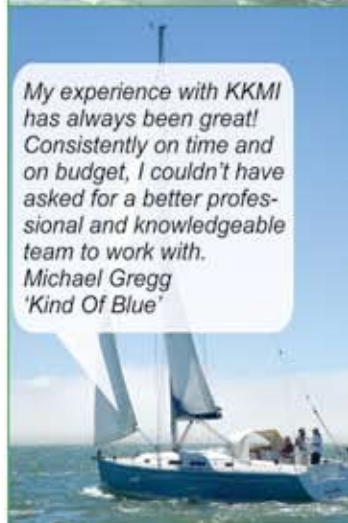 My experience with KKMI
has always been great!
Consistently on time and
on budget, I couldn't have
asked for a better profes-
sional and knowledgeable
team to work with.
Michael Gregg
‘Kind Of Blue’